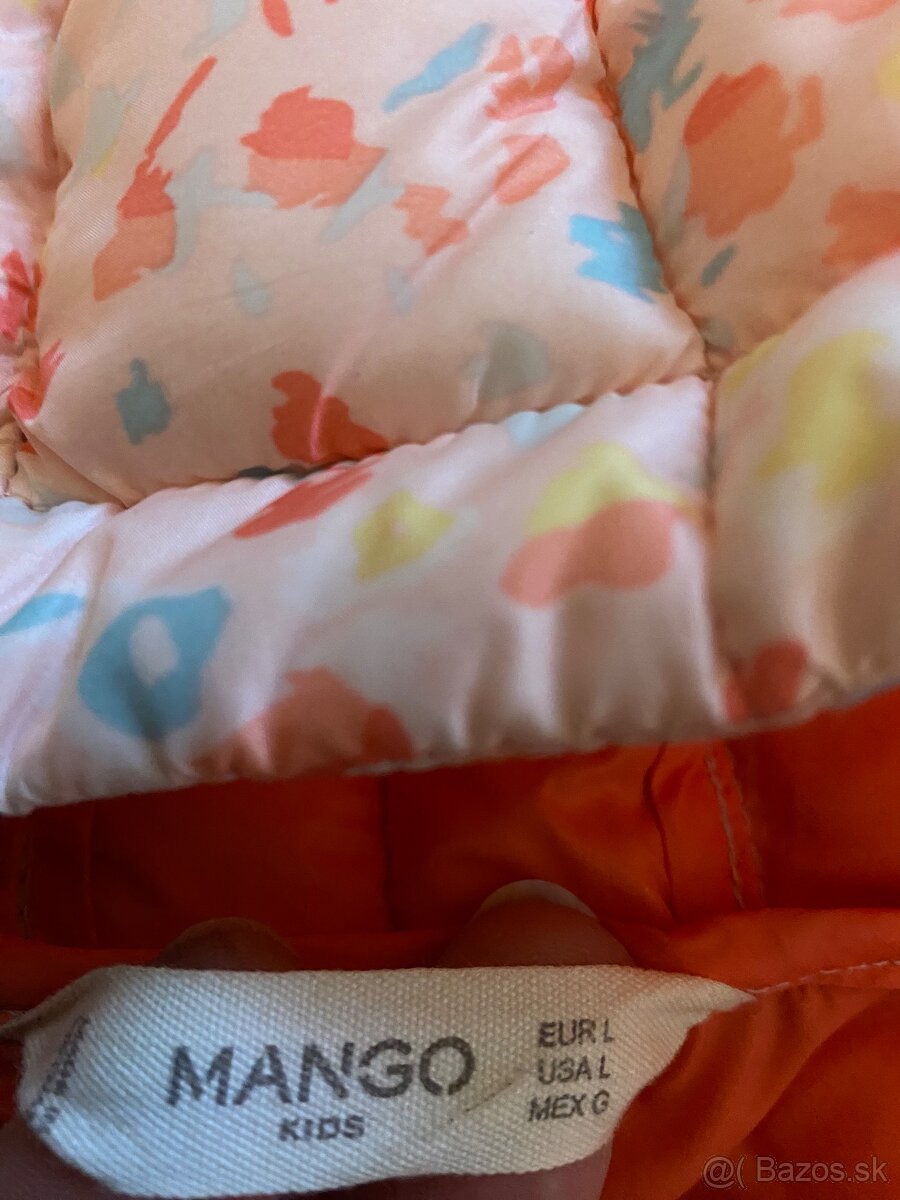 MANGO
KIDS
EUR L
USA L
MEX G
@( Bazos.sk